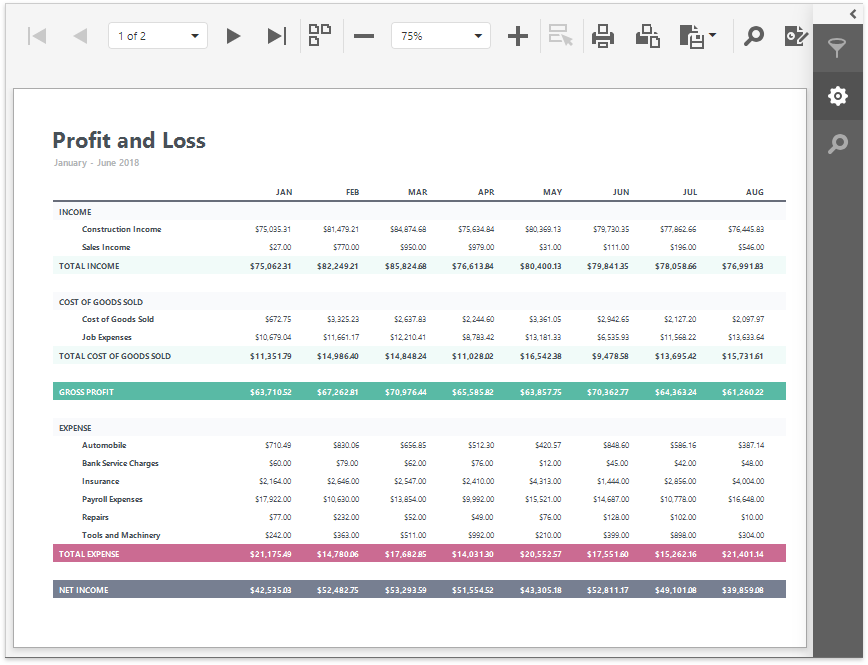 1 of 2 75%
Profit and Loss
January - June 2018
JAN FEB MAR APR MAY JUN JUL AUG
INCOME
Construction Income $75,035.31 $81,479.21 $84,874.68 $75,634.84 $80,369.13 $79,730.35 $77,862.66 $76,445.83
Sales Income $27.00 $770.00 $950.00 $979.00 $31.00 $111.00 $196.00 $546.00
TOTAL INCOME $75,062.31 $82,249.21 $85,824.68 $76,613.84 $80,400.13 $79,841.35 $78,058.66 $76,991.83
COST OF GOODS SOLD
Cost of Goods Sold $672.75 $3,325.23 $2,637.83 $2,244.60 $3,361.05 $2,942.65 $2,127.20 $2,097.97
Job Expenses $10,679.04 $11,661.17 $12,210.41 $8,783.42 $13,181.33 $6,535.93 $11,568.22 $13,633.64
TOTAL COST OF GOODS SOLD $11,351.79 $14,986.40 $14,848.24 $11,028.02 $16,542.38 $9,478.58 $13,695.42 $15,731.61
GROSS PROFIT $63,710.52 $67,262.81 $70,976.44 $65,585.82 $63,857.75 $70,362.77 $64,363.24 $61,260.22
EXPENSE
Automobile $710.49 $830.06 $656.85 $512.30 $420.57 $848.60 $586.16 $387.14
Bank Service Charges $60.00 $79.00 $62.00 $76.00 $12.00 $45.00 $42.00 $48.00
Insurance $2,164.00 $2,646.00 $2,547.00 $2,410.00 $4,313.00 $1,444.00 $2,856.00 $4,004.00
Payroll Expenses $17,922.00 $10,630.00 $13,854.00 $9,992.00 $15,521.00 $14,687.00 $10,778.00 $16,648.00
Repairs $77.00 $232.00 $52.00 $49.00 $76.00 $128.00 $102.00 $10.00
Tools and Machinery $242.00 $363.00 $511.00 $992.00 $210.00 $399.00 $898.00 $304.00
TOTAL EXPENSE $21,175.49 $14,780.06 $17,682.85 $14,031.30 $20,552.57 $17,551.60 $15,262.16 $21,401.14
NET INCOME $42,535.03 $52,482.75 $53,293.59 $51,554.52 $43,305.18 $52,811.17 $49,101.08 $39,859.08